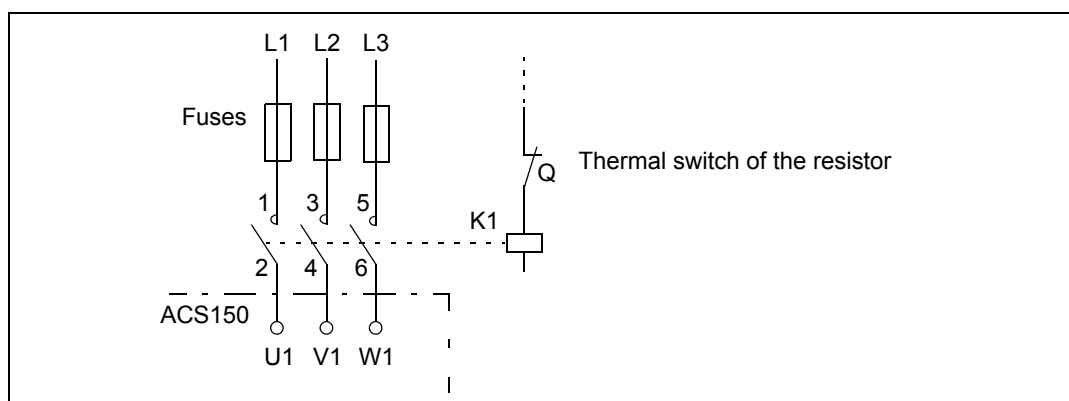 L1 L2 L3
Fuses
Thermal switch of the resistor
Q
1 3 5
K1
2 4 6
ACS150
U1 V1 W1